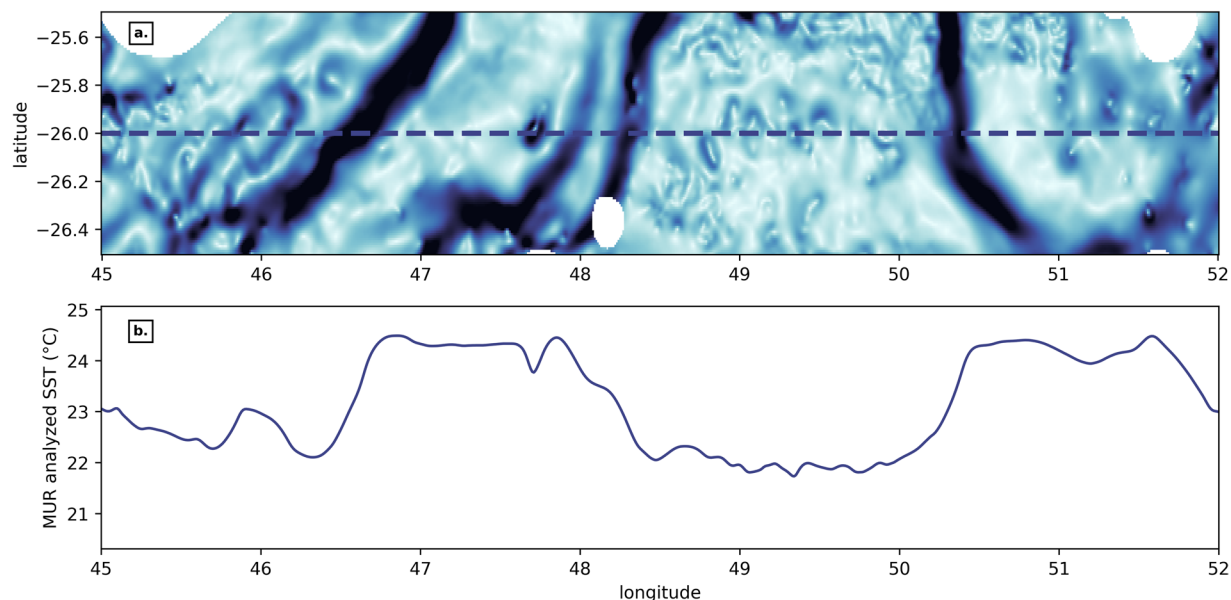 a.
−25.6
−25.8
−26.0
−26.2
−26.4
latitude
45 46 47 48 49 50 51 52
b.
25
24
23
22
21
MUR analyzed SST (°C)
45 46 47 48 49 50 51 52
longitude